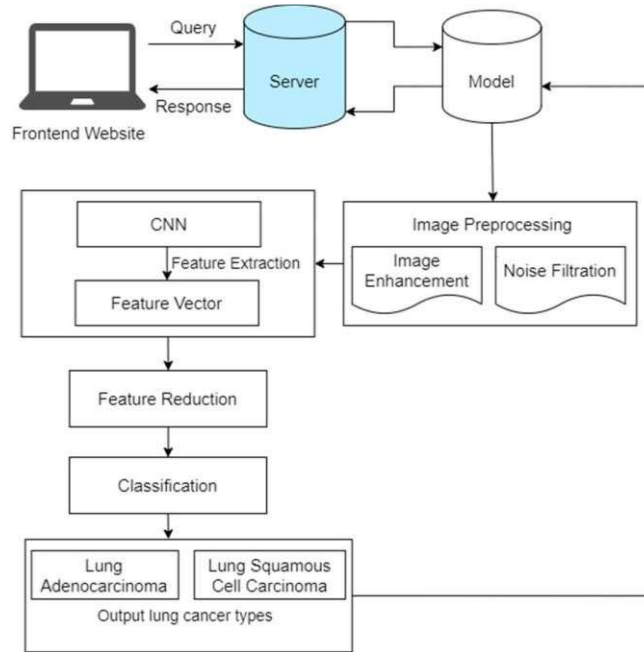 Query
Server
Model
Response
Frontend Website
Image Preprocessing
Image
Enhancement
Noise Filtration
CNN
Feature Extraction
Feature Vector
Feature Reduction
Classification
Lung
Adenocarcinoma
Lung Squamous
Cell Carcinoma
Output lung cancer types